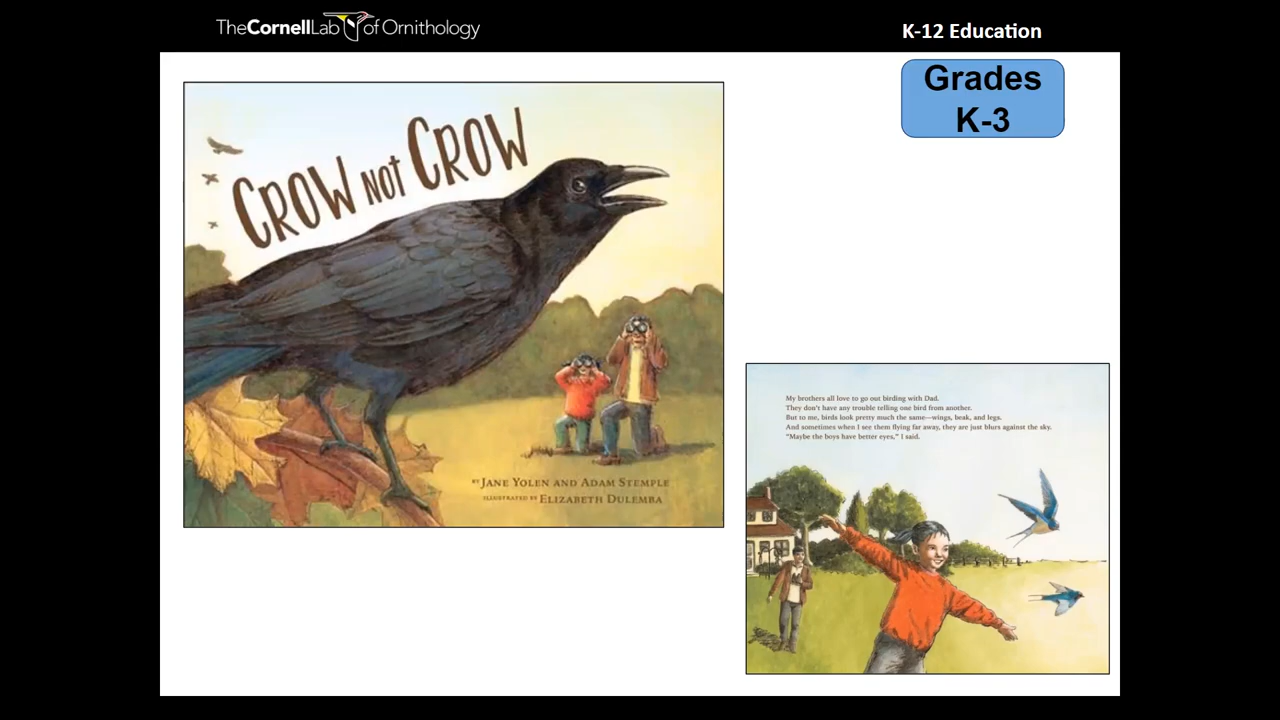 TheCornellLab of Ornithology
K-12 Education
Grades
K-3
CROW NOT CROW
BY JANE YOLEN AND ADAM STEMPLE
ILLUSTRATED BY ELIZABETH DULEMBA
My brothers all love to go out birding with Dad.
They don't have any trouble telling one bird from another.
But to me, birds look pretty much the same—wings, beak, and legs.
And sometimes when I see them flying far away, they are just blurs against the sky.
"Maybe the boys have better eyes," I said.